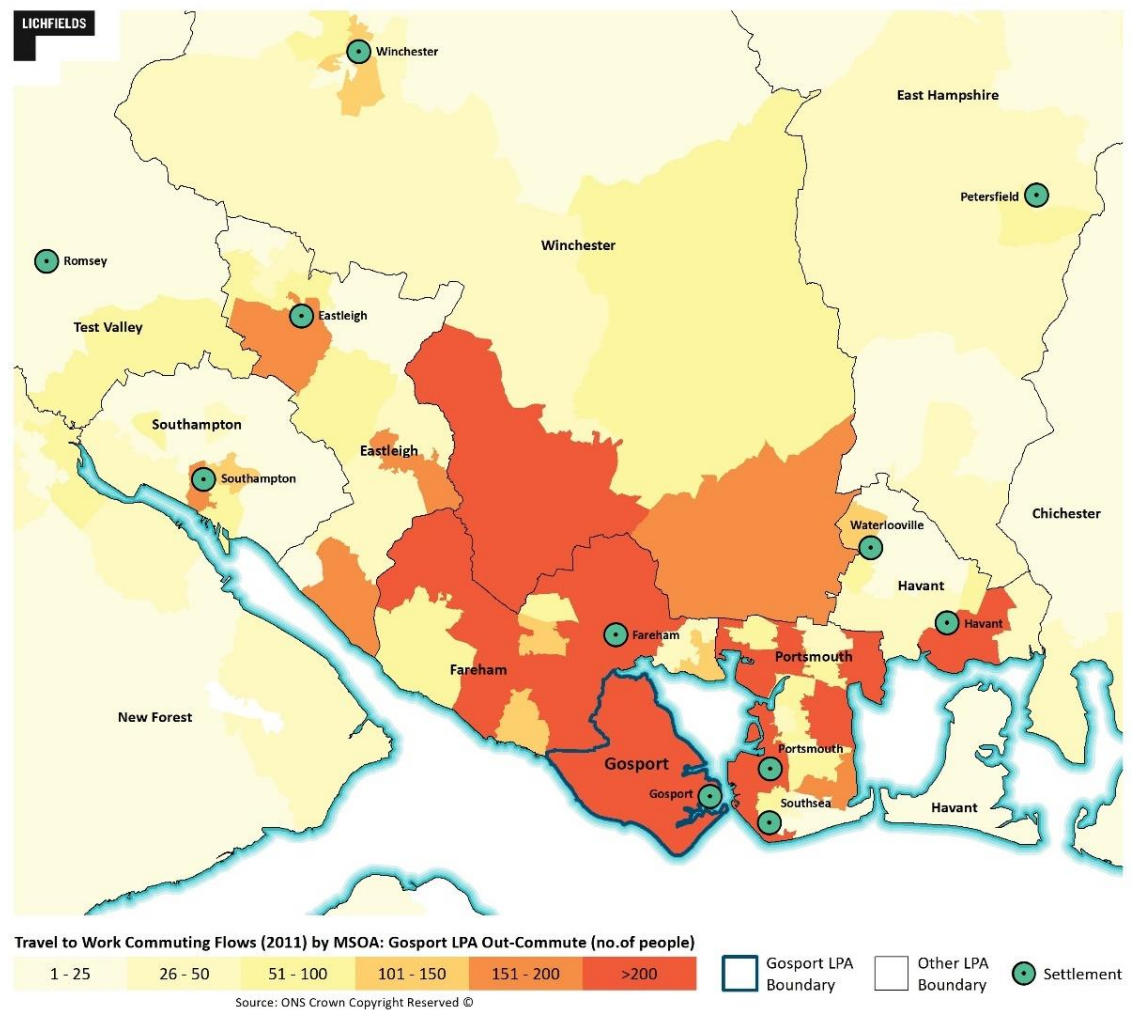 LICHFIELDS
Winchester
East Hampshire
Petersfield
Winchester
Romsey
Eastleigh
Test Valley
Southampton
Eastleigh
Southampton
Chichester
Waterlooville
Havant
Havant
Fareham
Portsmouth
Fareham
New Forest
Portsmouth
Gosport
Gosport
Southsea
Havant
Travel to Work Commuting Flows (2011) by MSOA: Gosport LPA Out-Commute (no.of people)
1 - 25
26 - 50
51 - 100
101 - 150
151 - 200
>200
Gosport LPA
Boundary
Other LPA
Boundary
Settlement
Source: ONS Crown Copyright Reserved ©